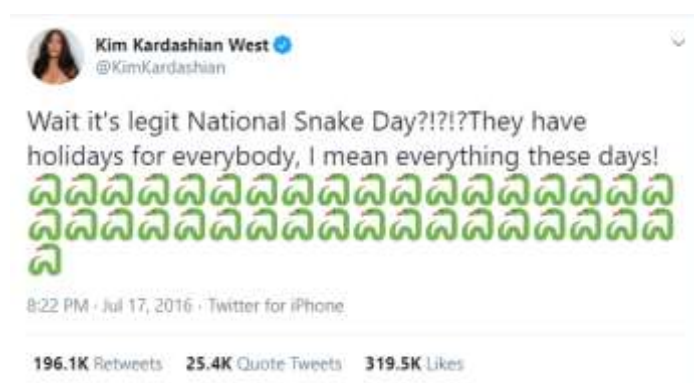 Kim Kardashian West
@KimKardashian
Wait it's legit National Snake Day?!?!?They have
holidays for everybody, I mean everything these days!
🐍🐍🐍🐍🐍🐍🐍🐍🐍🐍🐍🐍🐍🐍🐍🐍🐍🐍
🐍🐍🐍🐍🐍🐍🐍🐍🐍🐍🐍🐍🐍🐍🐍🐍🐍🐍
🐍
8:22 PM · Jul 17, 2016 · Twitter for iPhone
196.1K Retweets 25.4K Quote Tweets 319.5K Likes